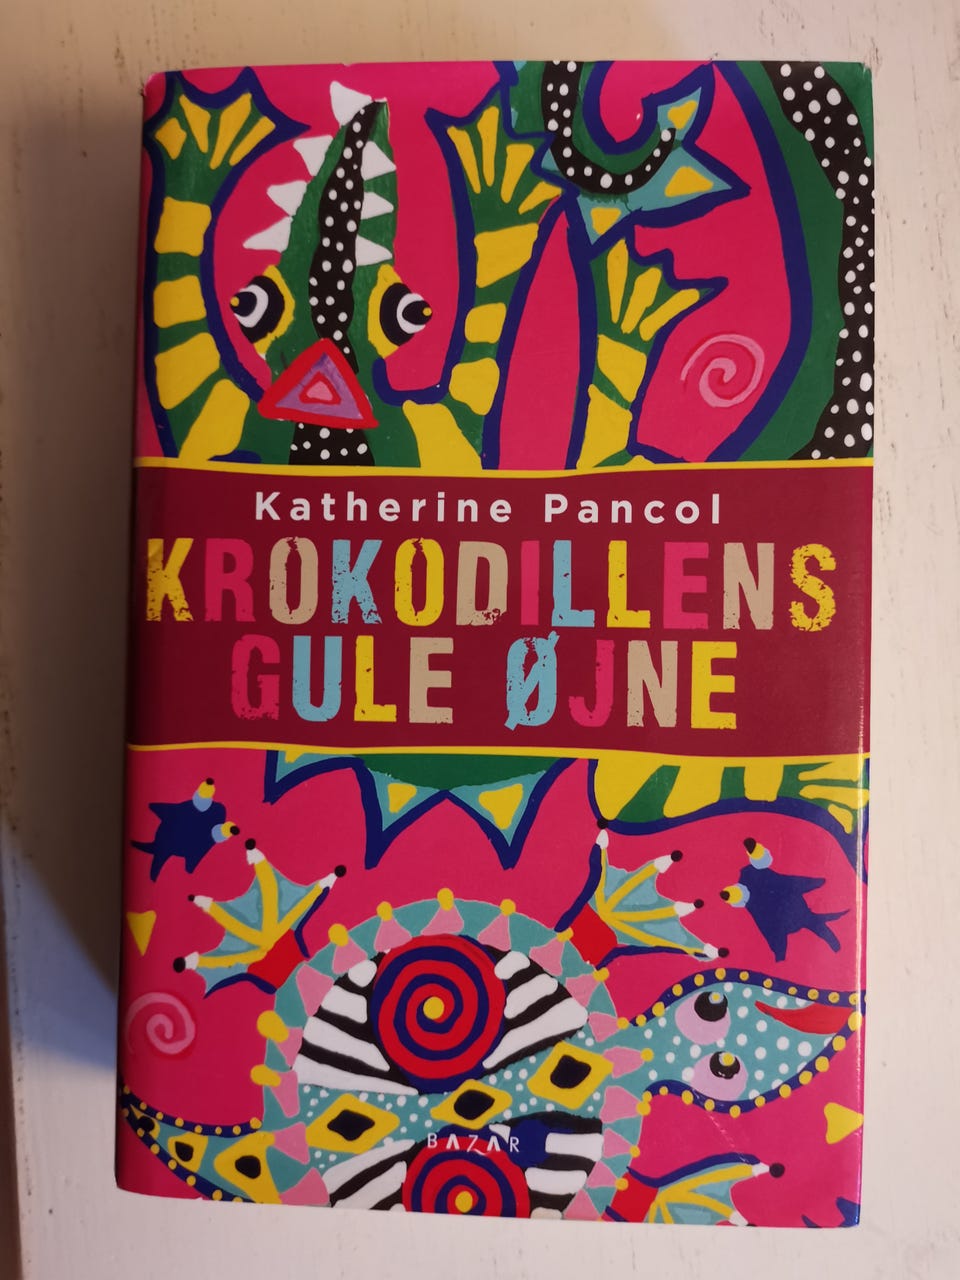 Katherine Pancol
KROKODILLENS
GULE ØJNE
BAZAR